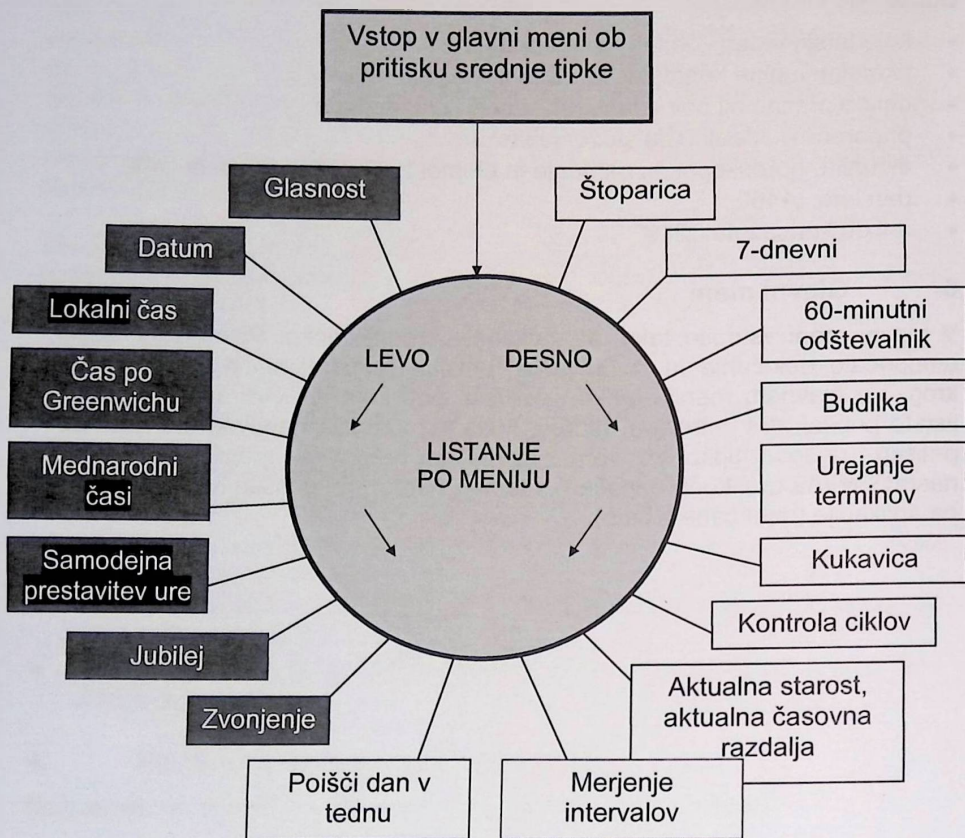 Vstop v glavni meni ob
pritisku srednje tipke
Glasnost
Štoparica
Datum
7-dnevni
Lokalni čas
60-minutni
odštevalnik
LEVO
DESNO
Čas po
Greenwichu
Budilka
Mednarodni
časi
LISTANJE
PO MENIJU
Urejanje
terminov
Samodejna
prestavitev ure
Kukavica
Jubilej
Kontrola ciklov
Zvonjenje
Aktualna starost,
aktualna časovna
razdalja
Poišči dan v
tednu
Merjenje
intervalov